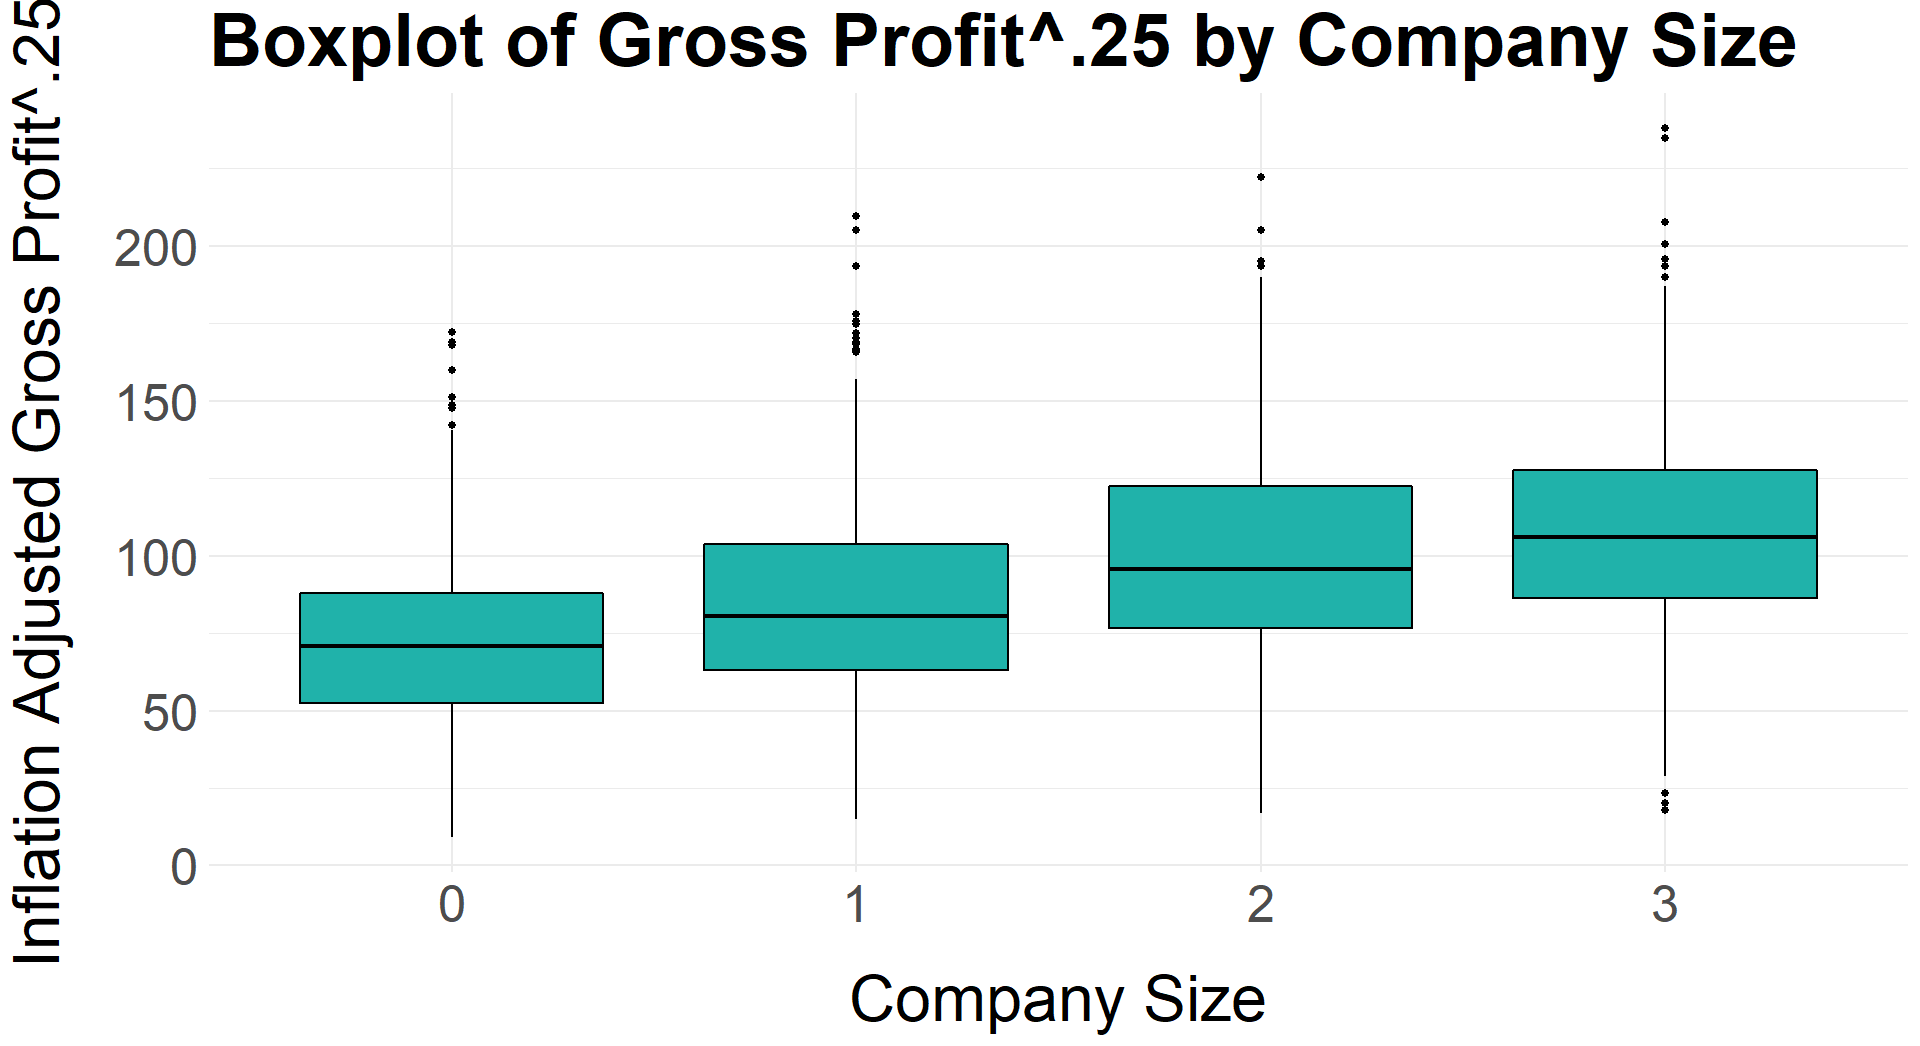 Boxplot of Gross Profit^.25 by Company Size
Inflation Adjusted Gross Profit^.25
200
150
100
50
0
0 1 2 3
Company Size